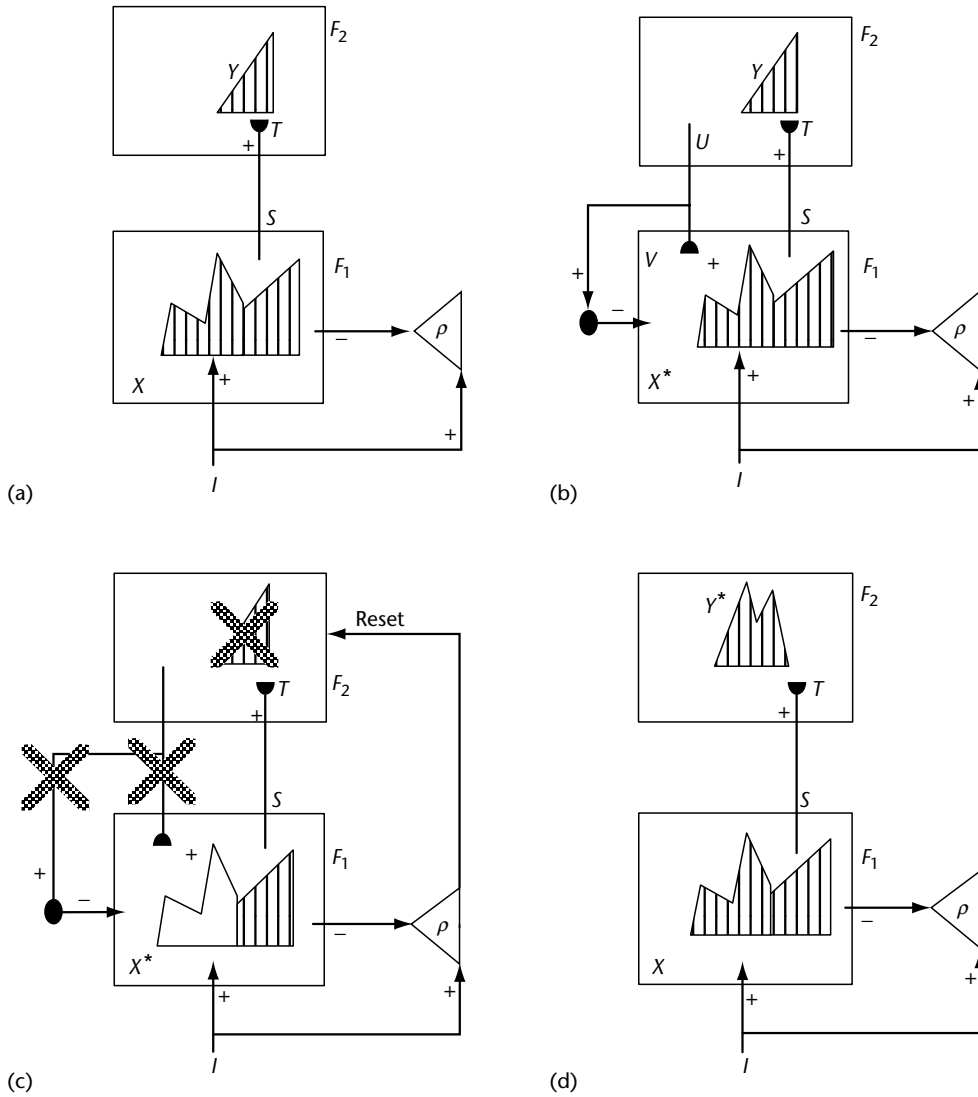 F2
Y
T
+
S
F1
ρ
−
X
+
+
I
(a)
F2
Y
U
T
+
S
V
+
F1
+
−
ρ
−
X*
+
+
I
(b)
Reset
T
F2
+
S
+
F1
+
−
ρ
−
X*
+
+
I
(c)
Y*
F2
T
+
S
F1
ρ
−
X
+
+
I
(d)